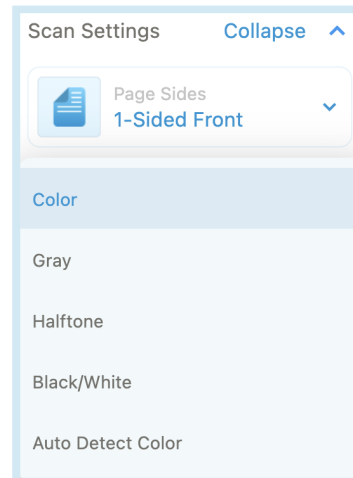 Scan Settings Collapse
Page Sides
1-Sided Front
Color
Gray
Halftone
Black/White
Auto Detect Color